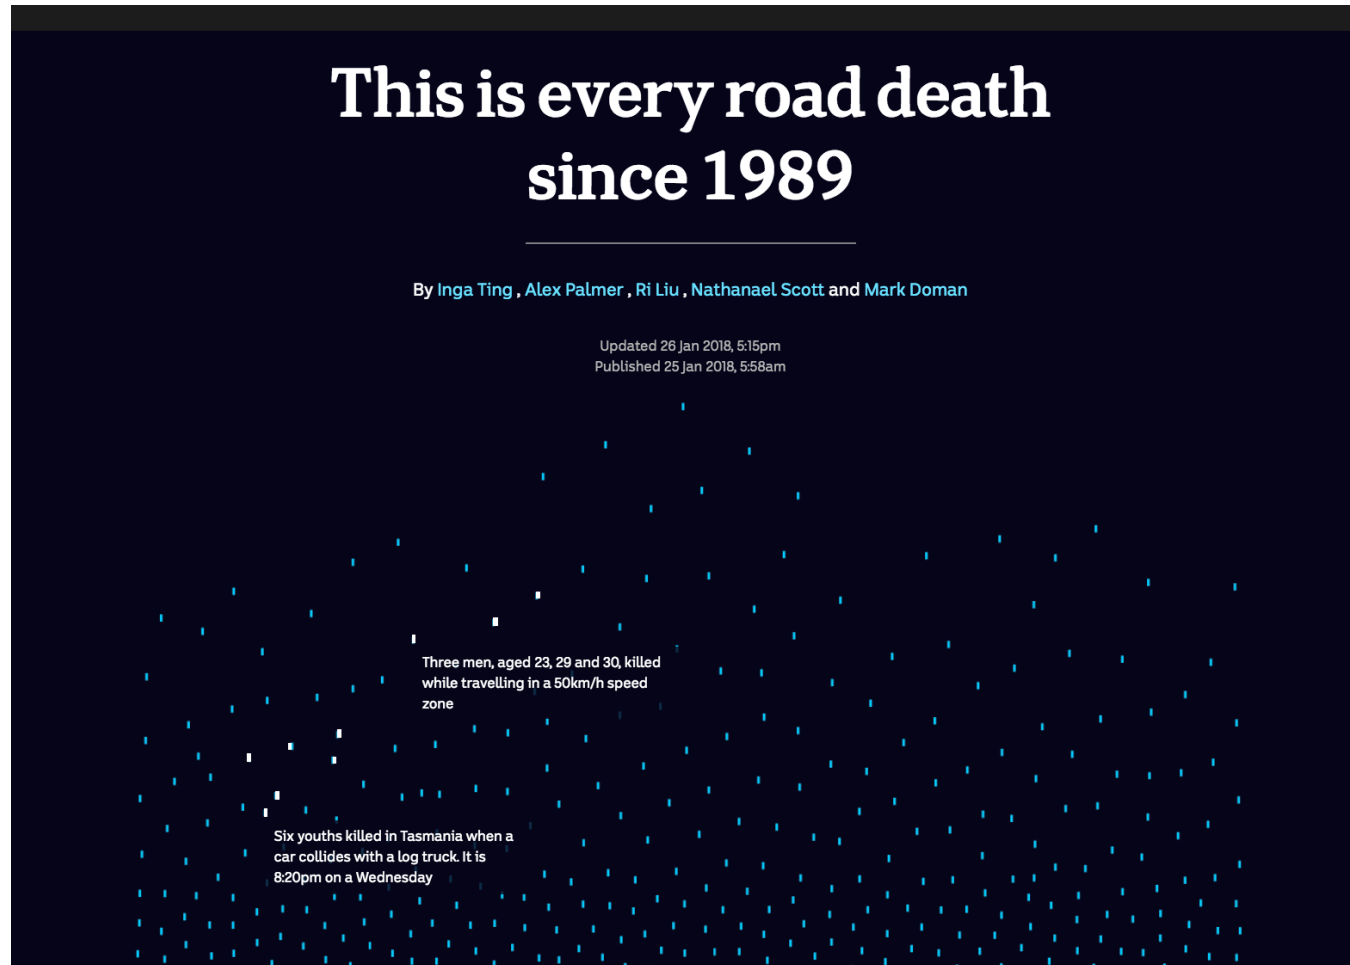 This is every road death
since 1989
By Inga Ting , Alex Palmer , Ri Liu , Nathanael Scott and Mark Doman
Updated 26 Jan 2018, 5:15pm
Published 25 Jan 2018, 5:58am
Three men, aged 23, 29 and 30, killed
while travelling in a 50km/h speed
zone
Six youths killed in Tasmania when a
car collides with a log truck. It is
8:20pm on a Wednesday